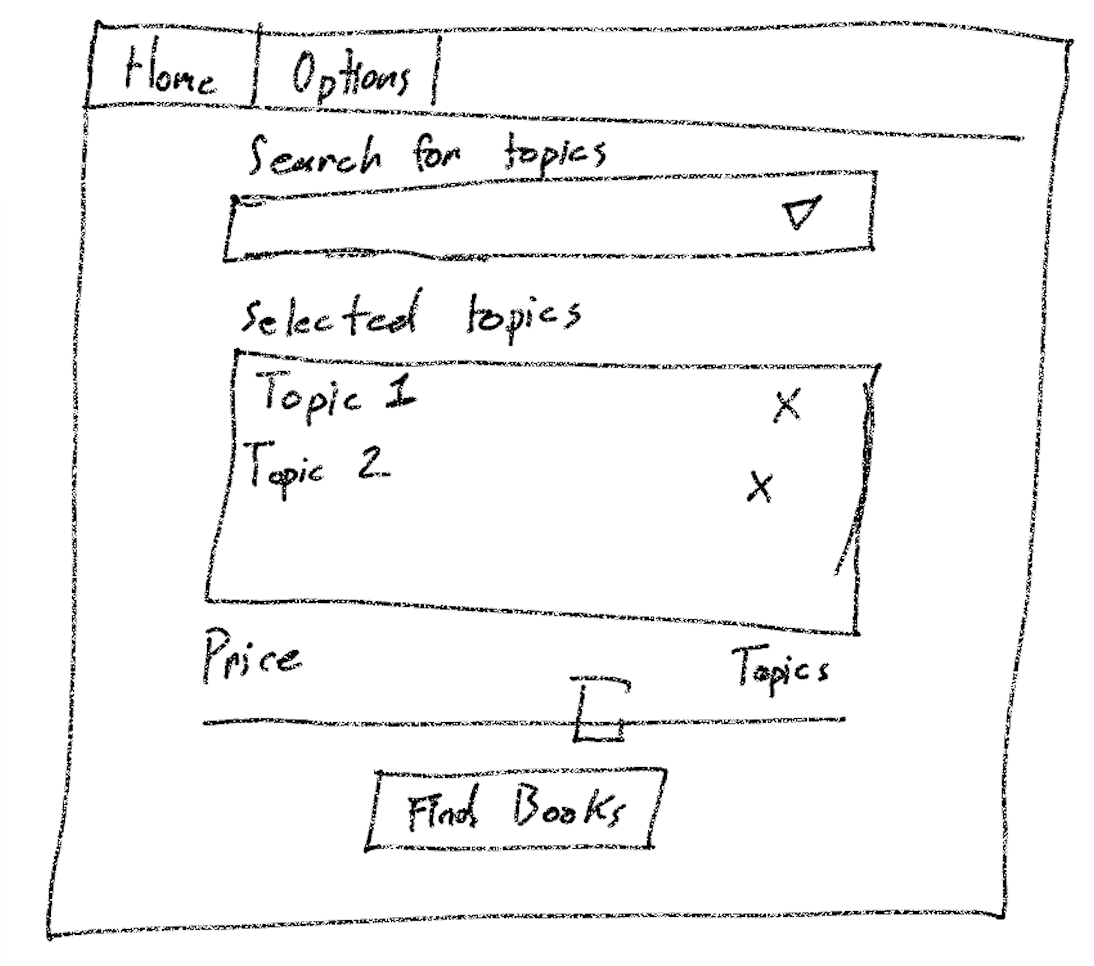 Home Options
Search for topics
Selected topics
Topic 1 X
Topic 2 X
Price Topics
Find Books